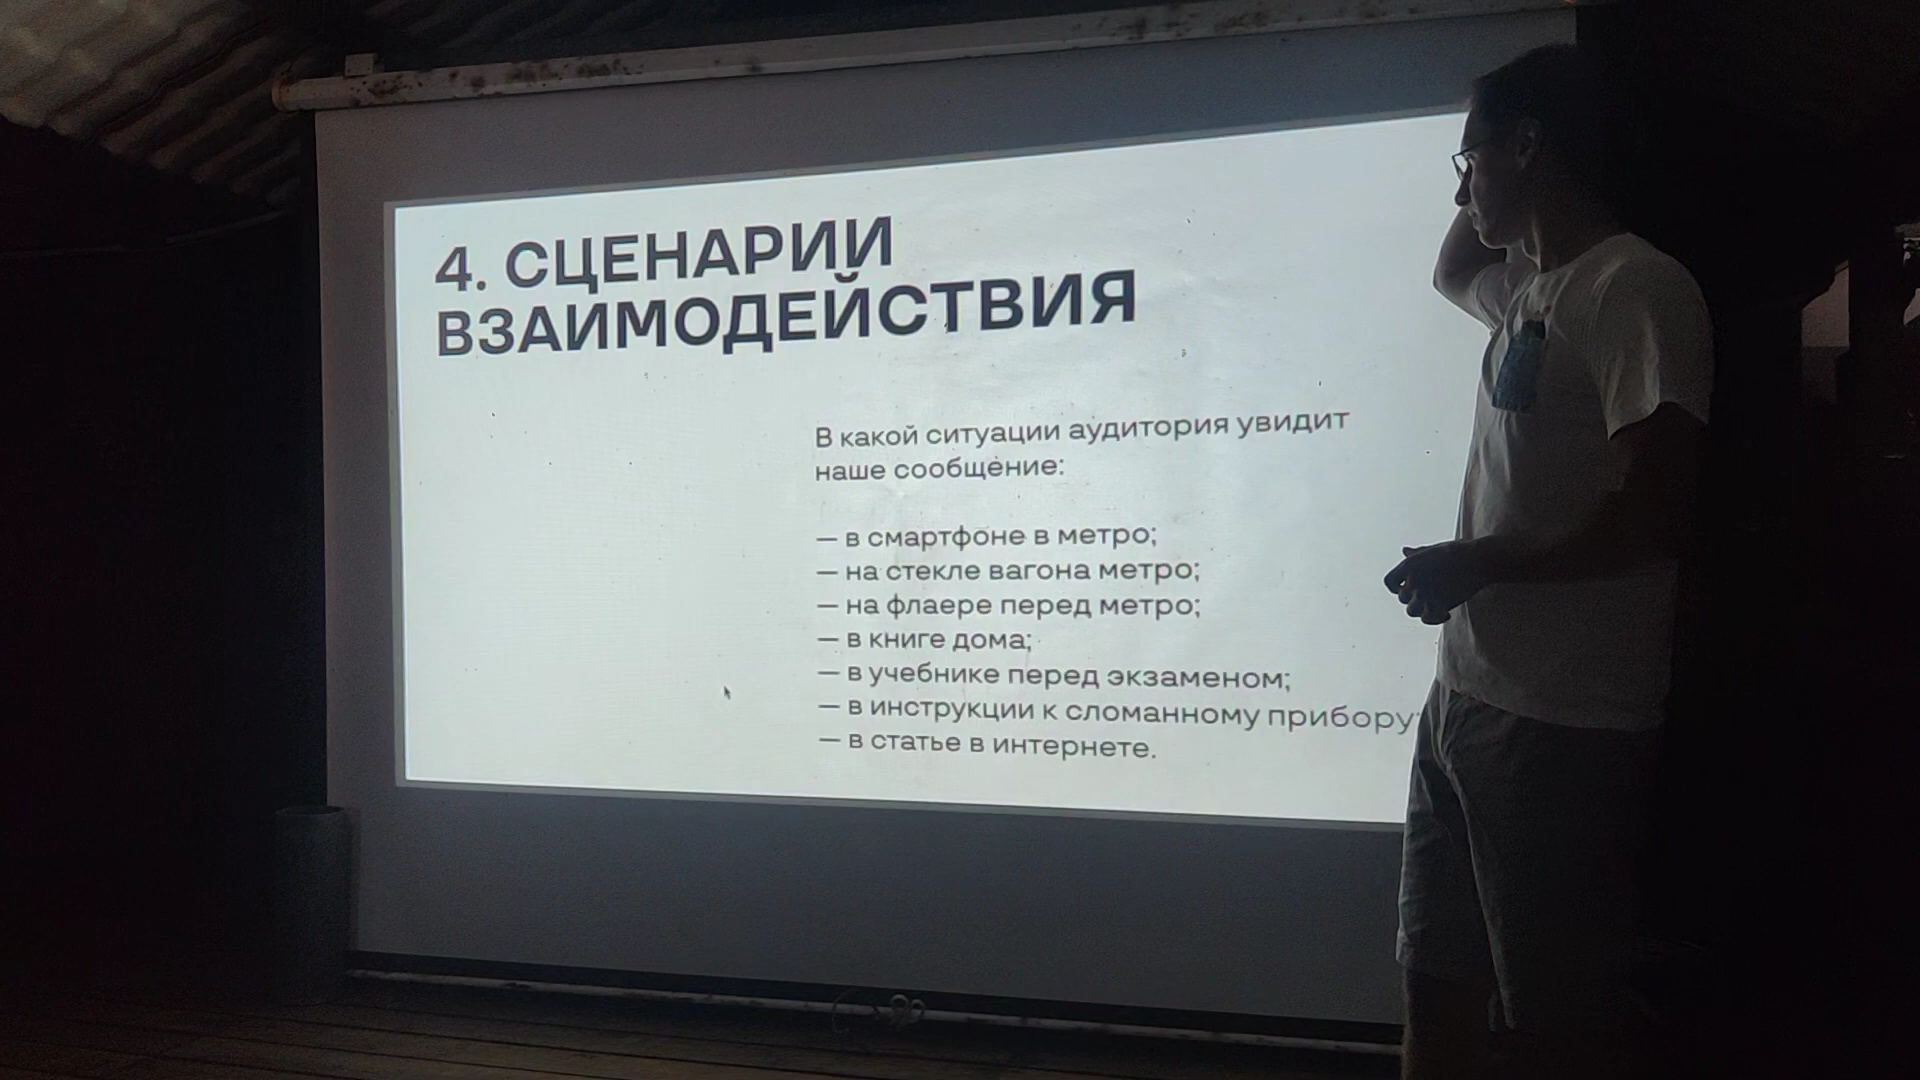 4. СЦЕНАРИИ
ВЗАИМОДЕЙСТВИЯ
В какой ситуации аудитория увидит
наше сообщение:
— в смартфоне в метро;
— на стекле вагона метро;
— на флаере перед метро;
— в книге дома;
— в учебнике перед экзаменом;
— в инструкции к сломанному прибору;
— в статье в интернете.